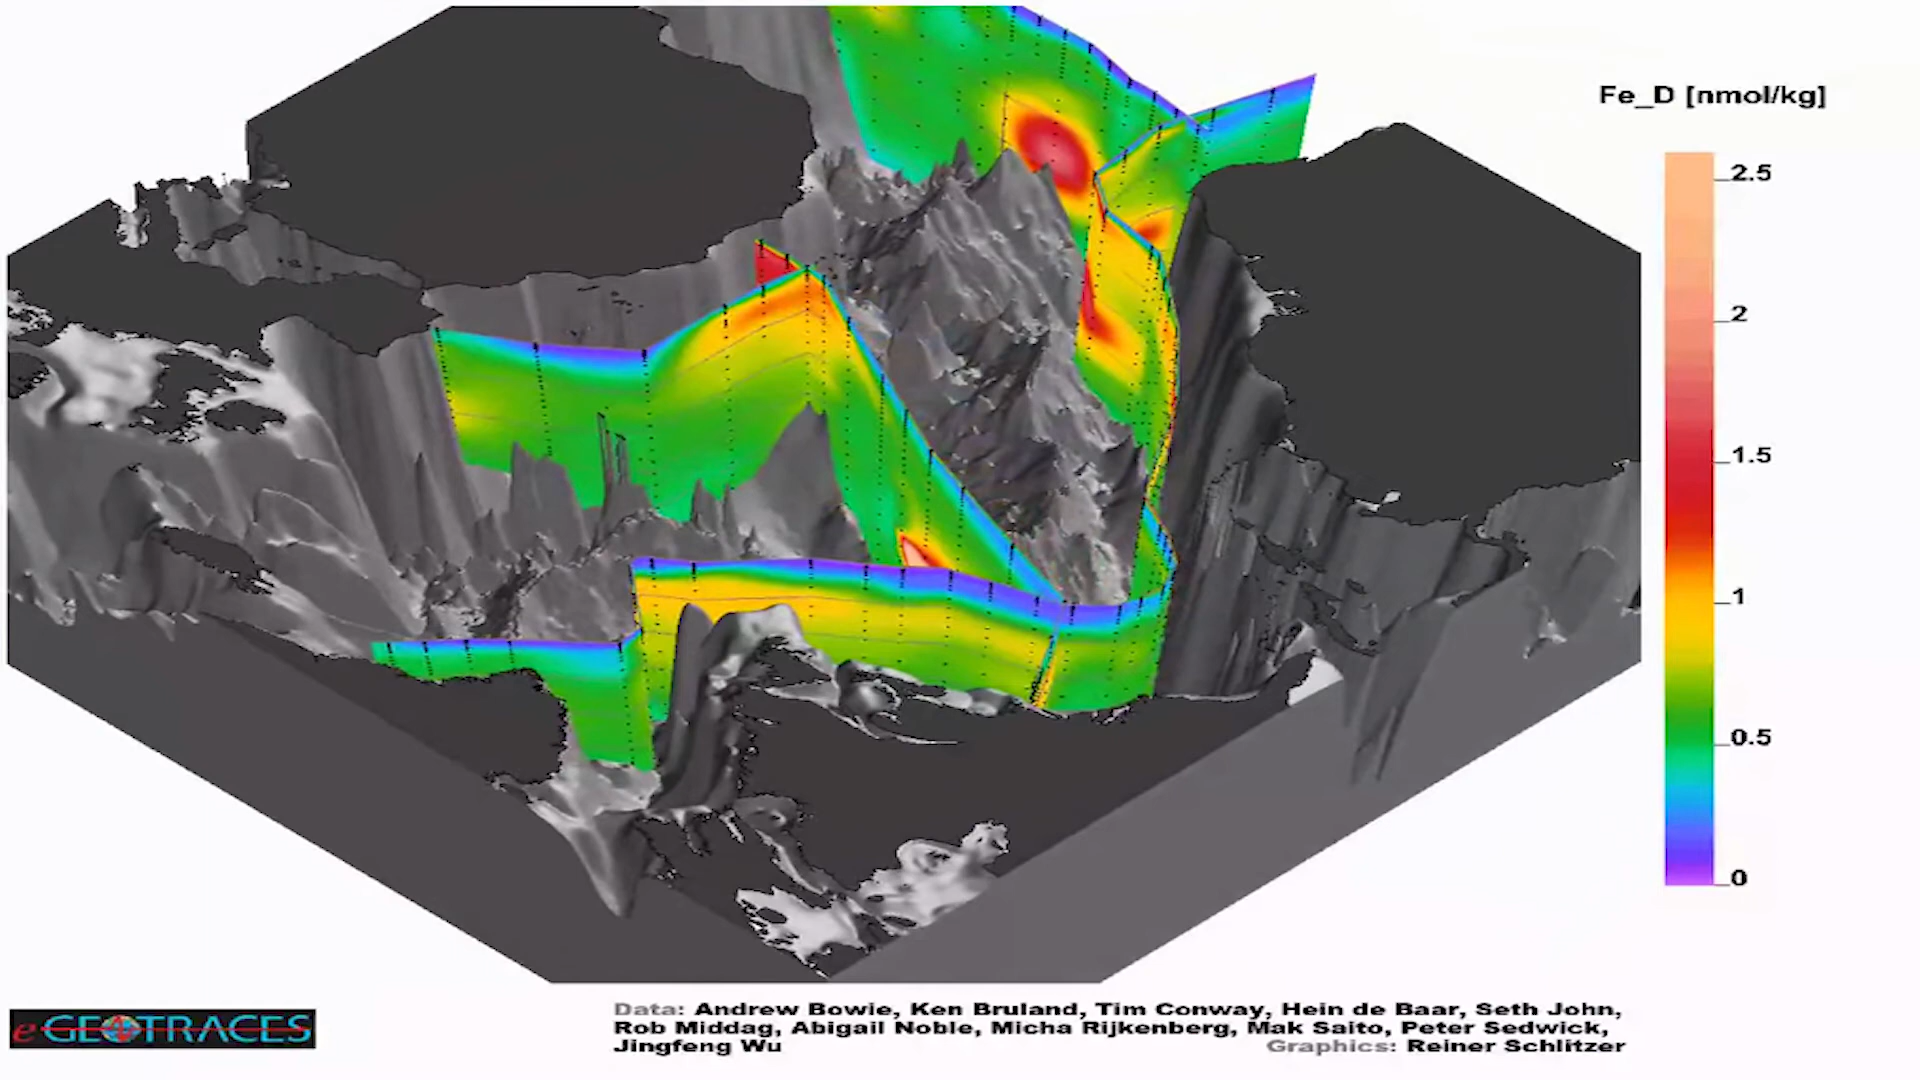 Fe_D [nmol/kg]
2.5
2
1.5
1
0.5
0
e GEOTRACES
Data: Andrew Bowie, Ken Bruland, Tim Conway, Hein de Baar, Seth John,
Rob Middag, Abigail Noble, Micha Rijkenberg, Mak Saito, Peter Sedwick,
Jingfeng Wu
Graphics: Reiner Schlitzer